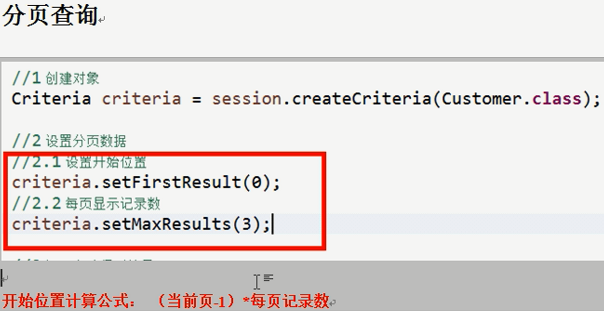 分页查询
//1 创建对象
Criteria criteria = session.createCriteria(Customer.class);
//2 设置分页数据
//2.1 设置开始位置
criteria.setFirstResult(0);
//2.2 每页显示记录数
criteria.setMaxResults(3);
开始位置计算公式： （当前页-1）*每页记录数